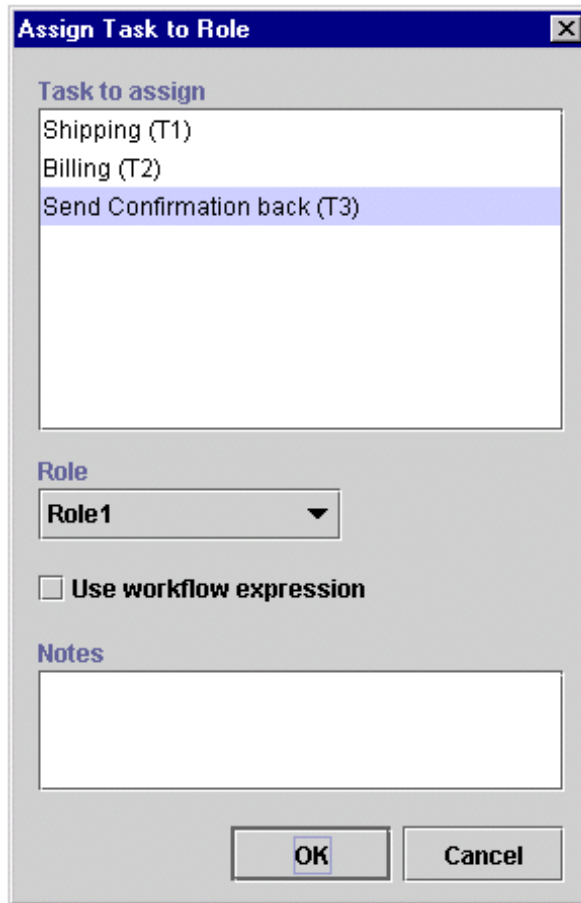 Assign Task to Role
Task to assign
Shipping (T1)
Billing (T2)
Send Confirmation back (T3)
Role
Role1
Use workflow expression
Notes
OK
Cancel